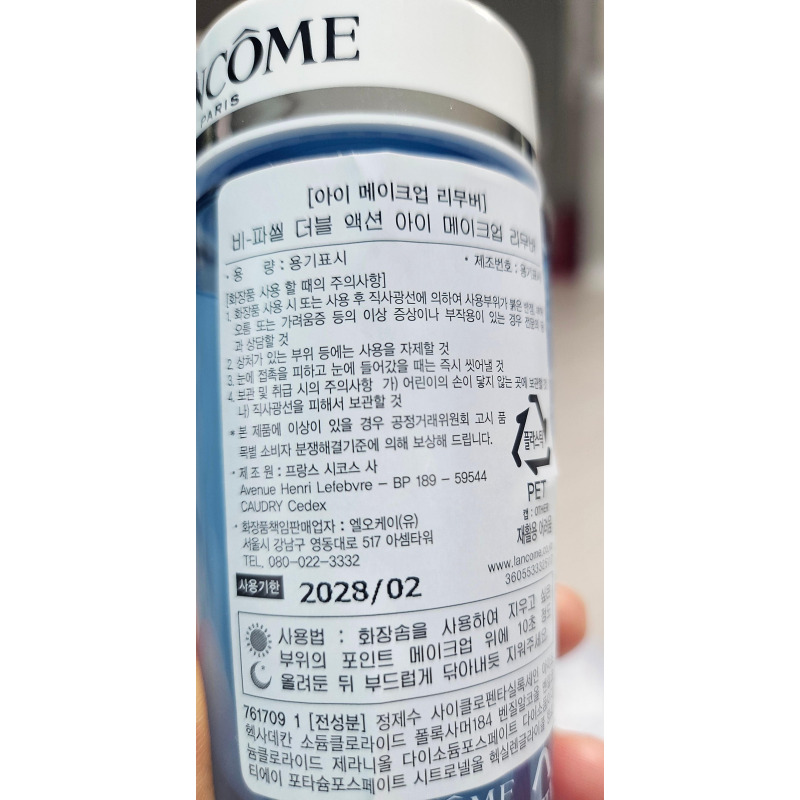 LANCÔME
PARIS
[아이 메이크업 리무버]
비-파씰 더블 액션 아이 메이크업 리무버
· 용 량 : 용기표시 · 제조번호 : 용기표시
[화장품 사용 할 때의 주의사항]
1. 화장품 사용 시 또는 사용 후 직사광선에 의하여 사용부위가 붉은 반점,
오름 또는 가려움증 등의 이상 증상이나 부작용이 있는 경우
과 상담할 것
2. 상처가 있는 부위 등에는 사용을 자제할 것
3. 눈에 접촉을 피하고 눈에 들어갔을 때는 즉시 씻어낼 것
4. 보관 및 취급 시의 주의사항 가) 어린이의 손이 닿지 않는 곳에 보관할
나) 직사광선을 피해서 보관할 것
* 본 제품에 이상이 있을 경우 공정거래위원회 고시 품
목별 소비자 분쟁해결기준에 의해 보상해 드립니다.
플라스틱
PET
캡 : OTHER
재활용 어려움
· 제조원 : 프랑스 시코스 사
Avenue Henri Lefebvre – BP 189 - 59544
CAUDRY Cedex
· 화장품책임판매업자 : 엘오케이(유)
서울시 강남구 영동대로 517 아셈타워
TEL. 080-022-3332
www.lancome.co
3605533
사용기한 2028/02
사용법 : 화장솜을 사용하여 지우고 싶은
부위의 포인트 메이크업 위에 10초 정도
올려둔 뒤 부드럽게 닦아내듯 지워주세요.
761709 1 [전성분] 정제수 사이클로펜타실록세인
헥사데칸 소듐클로라이드 폴록사머184 벤질알코올
늄클로라이드 제라니올 다이소듐포스페이트
티에이 포타슘포스페이트 시트로넬올 헥실렌글라이콜